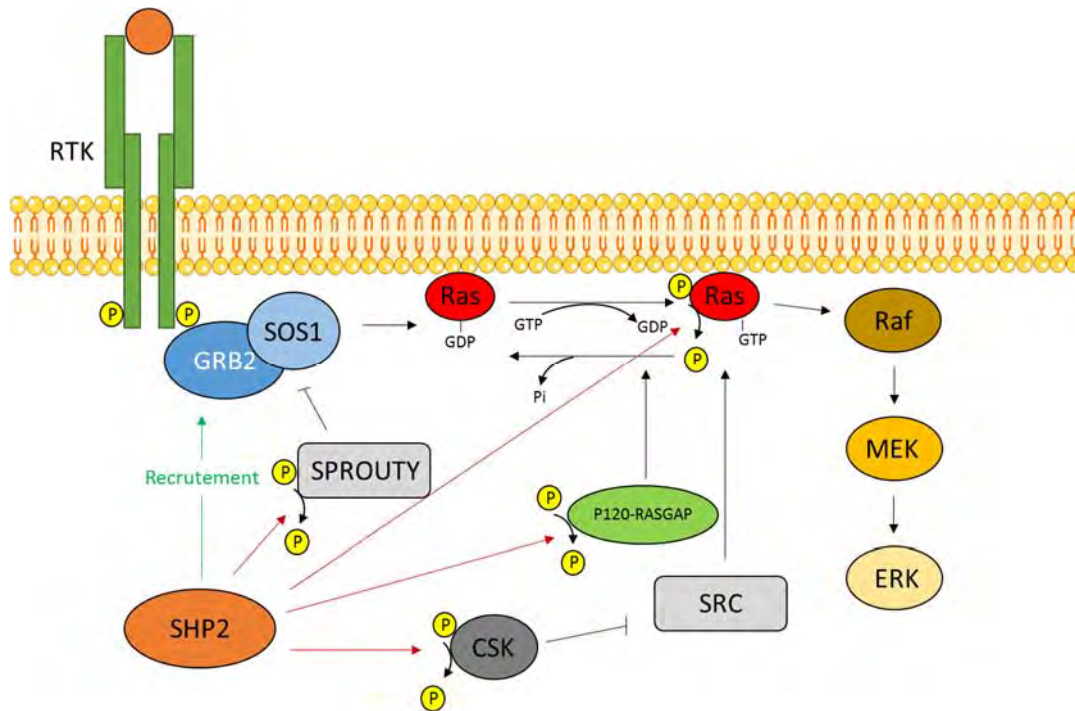 RTK
P
P
SOS1
GRB2
Ras
GDP
GTP
GDP
P
Ras
GTP
P
Pi
Raf
MEK
ERK
Recrutement
P
SPROUTY
P
P
P120-RASGAP
P
SRC
SHP2
P
CSK
P